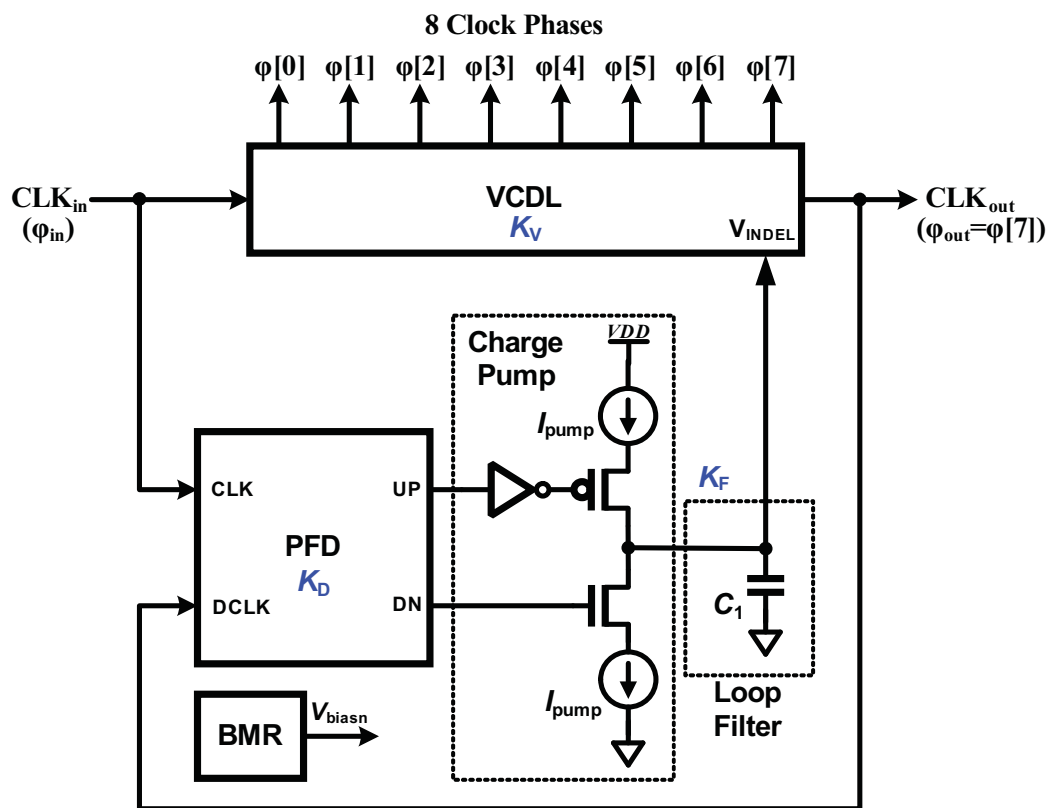 8 Clock Phases
φ[0] φ[1] φ[2] φ[3] φ[4] φ[5] φ[6] φ[7]
CLKin
(φin)
VCDL
KV
VINDEL
CLKout
(φout=φ[7])
Charge
Pump
VDD
Ipump
CLK
UP
PFD
KD
DCLK
DN
KF
C1
Ipump
Loop
Filter
BMR
Vbiasn